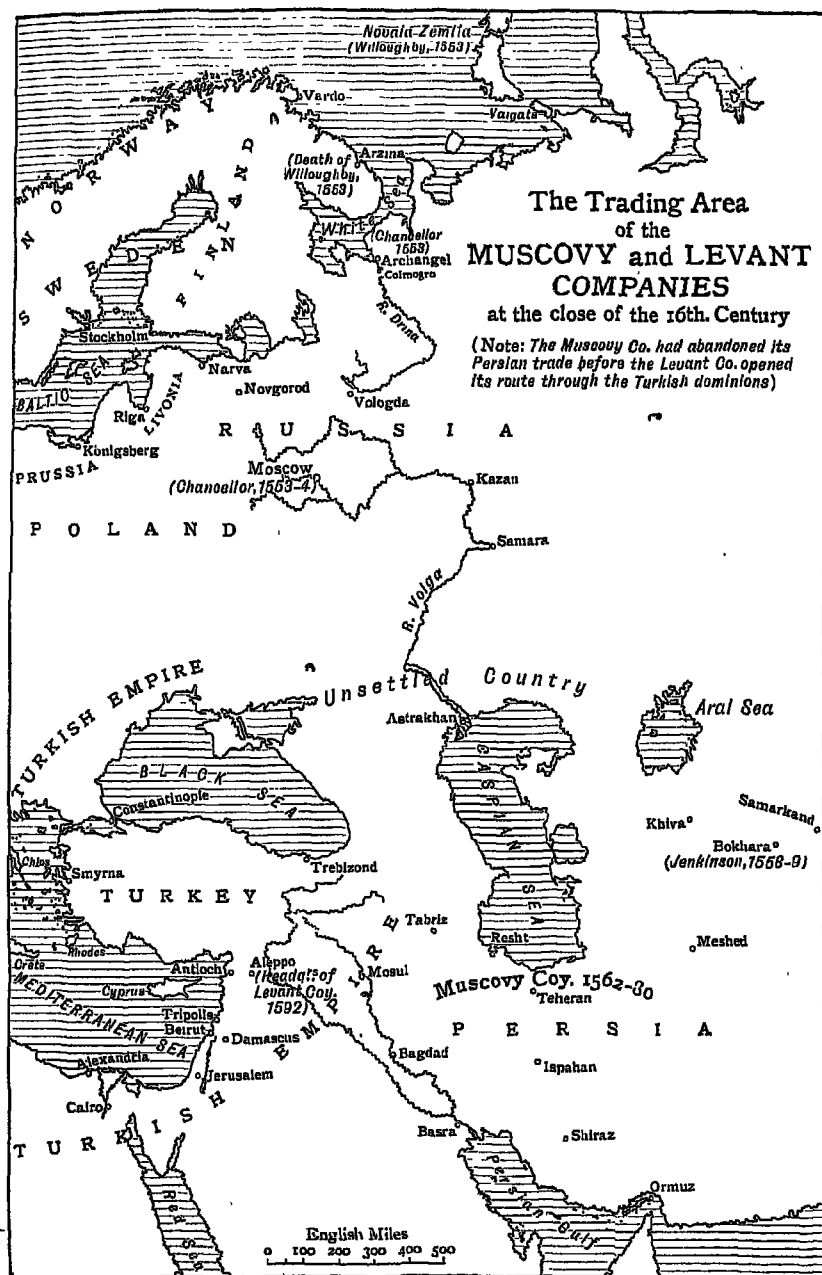 Novaia Zemlia
(Willoughby, 1553)
Vardo
Vaigatz
NORWAY
Arzina
(Death of
Willoughby,
1553)
FINLAND
White Sea
(Chancellor
1553)
Archangel
Colmogro
SWEDEN
R. Dvina
The Trading Area
of the
MUSCOVY and LEVANT
COMPANIES
at the close of the 16th. Century
(Note: The Muscovy Co. had abandoned its
Persian trade before the Levant Co. opened
its route through the Turkish dominions)
Stockholm
Narva
Novgorod
Vologda
BALTIC SEA
Riga
LIVONIA
Königsberg
PRUSSIA
RUSSIA
Moscow
(Chancellor, 1553-4)
Kazan
POLAND
Samara
R. Volga
TURKISH EMPIRE
Unsettled Country
Astrakhan
Aral Sea
BLACK SEA
CASPIAN SEA
Constantinople
Khiva
Samarkand
Bokhara
(Jenkinson, 1558-9)
Chios
Smyrna
Trebizond
TURKEY
Tabriz
Resht
Meshed
Crete
Rhodes
Antioch
Aleppo
(Headqts of
Levant Coy.
1592)
Mosul
Muscovy Coy. 1562-80
Teheran
MEDITERRANEAN SEA
Cyprus
Tripolis
Beirut
Damascus
PERSIA
Alexandria
Jerusalem
Bagdad
Ispahan
Cairo
TURKISH EMPIRE
Basra
Shiraz
Red Sea
Persian Gulf
Ormuz
English Miles
0 100 200 300 400 500